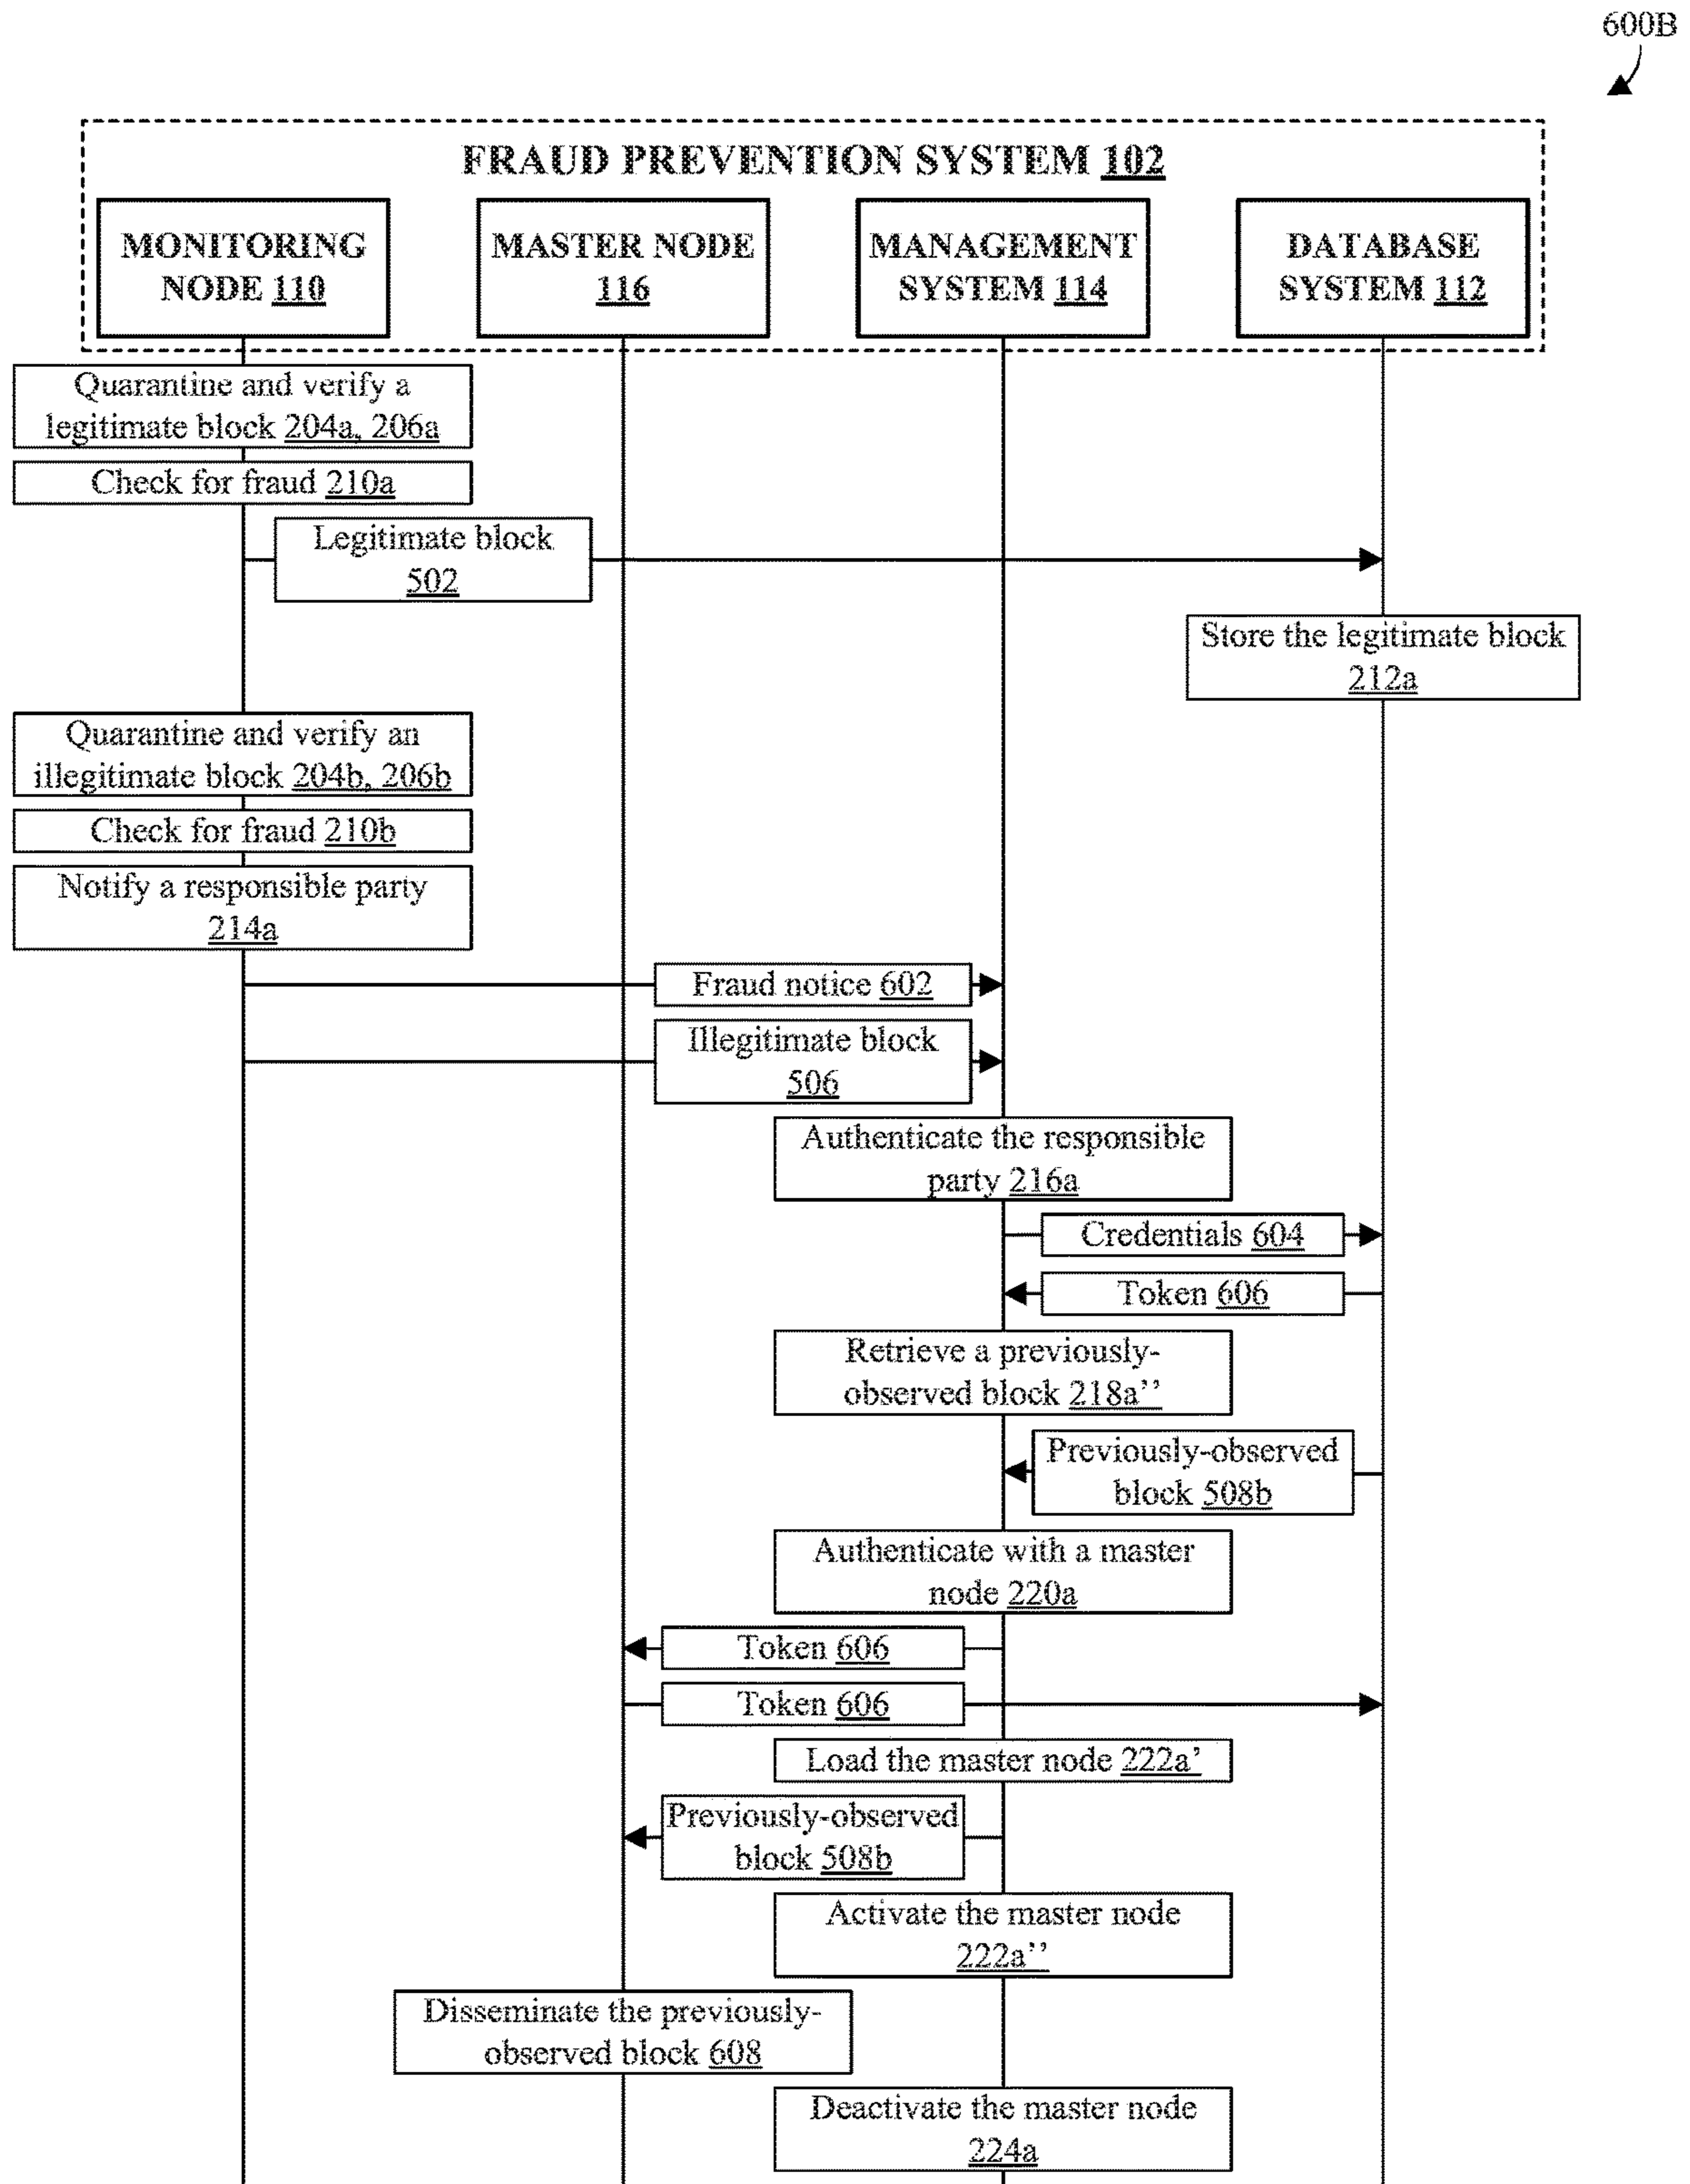 600B
FRAUD PREVENTION SYSTEM 102
MONITORING
NODE 110
MASTER NODE
116
MANAGEMENT
SYSTEM 114
DATABASE
SYSTEM 112
Quarantine and verify a
legitimate block 204a, 206a
Check for fraud 210a
Legitimate block
502
Store the legitimate block
212a
Quarantine and verify an
illegitimate block 204b, 206b
Check for fraud 210b
Notify a responsible party
214a
Fraud notice 602
Illegitimate block
506
Authenticate the responsible
party 216a
Credentials 604
Token 606
Retrieve a previously-
observed block 218a’’
Previously-observed
block 508b
Authenticate with a master
node 220a
Token 606
Token 606
Load the master node 222a’
Previously-observed
block 508b
Activate the master node
222a’’
Disseminate the previously-
observed block 608
Deactivate the master node
224a